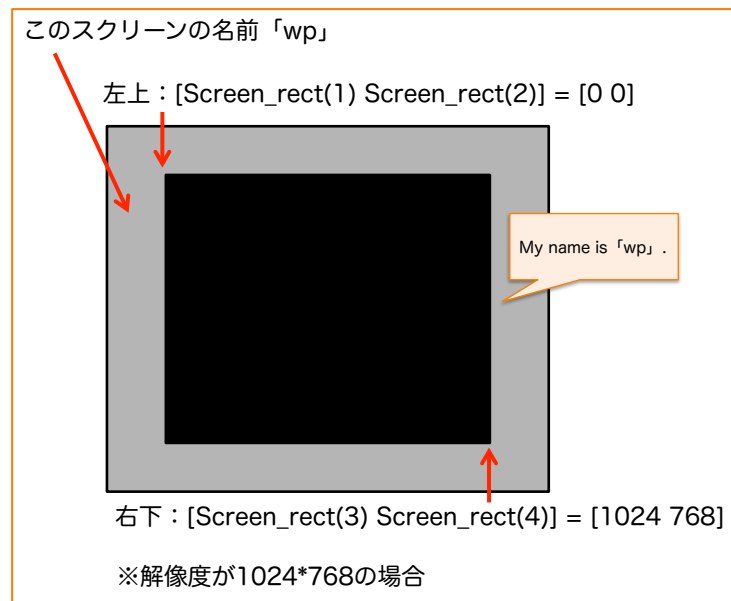 このスクリーンの名前「wp」
左上：[Screen_rect(1) Screen_rect(2)] = [0 0]
My name is「wp」.
右下：[Screen_rect(3) Screen_rect(4)] = [1024 768]
※解像度が1024*768の場合